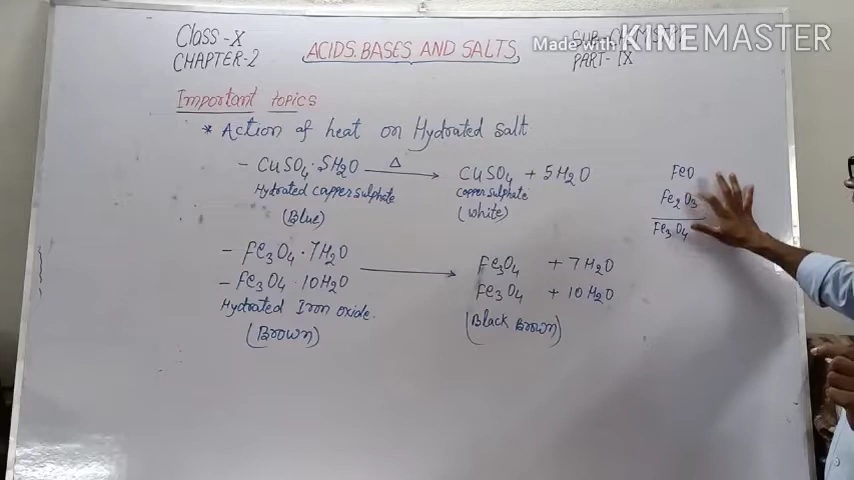 Class-X
CHAPTER-2
ACIDS, BASES AND SALTS
Made with KINEMASTER
PART-IX
Important topics
* Action of heat on Hydrated salt
- CUSO4·5H2O Δ→ CUSO4 + 5H2O
Hydrated capper sulphate copper sulphate
(Blue) (white)
FeO
Fe2O3
Fe3O4
- Fe3O4·7H2O → Fe3O4 + 7H2O
- Fe3O4·10H2O Fe3O4 + 10H2O
Hydrated Iron oxide.
(Brown) (Black Brown)